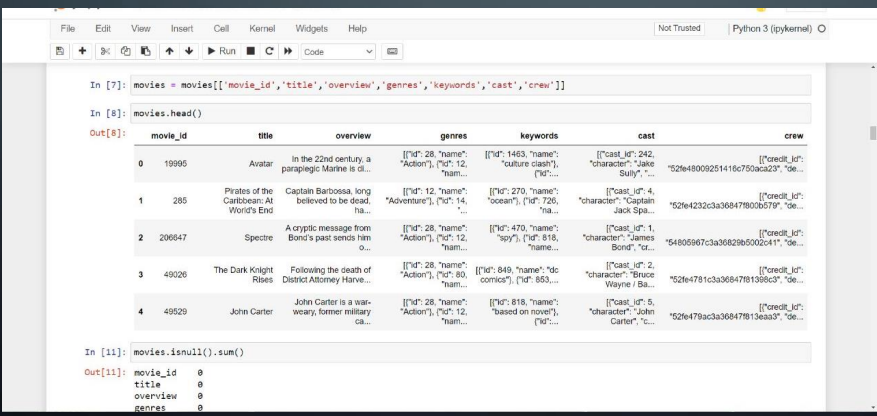 File Edit View Insert Cell Kernel Widgets Help Not Trusted Python 3 (ipykernel)
Run Code
In [7]: movies = movies[['movie_id','title','overview','genres','keywords','cast','crew']]
In [8]: movies.head()
Out[8]:
movie_id title overview genres keywords cast crew
0 19995 Avatar In the 22nd century, a paraplegic Marine is di... [{"id": 28, "name": "Action"}, {"id": 12, "nam... [{"id": 1463, "name": "culture clash"}, {"id":... [{"cast_id": 242, "character": "Jake Sully", "... [{"credit_id": "52fe48009251416c750aca23", "de...
1 285 Pirates of the Caribbean: At World's End Captain Barbossa, long believed to be dead, ha... [{"id": 12, "name": "Adventure"}, {"id": 14, "... [{"id": 270, "name": "ocean"}, {"id": 726, "na... [{"cast_id": 4, "character": "Captain Jack Spa... [{"credit_id": "52fe4232c3a36847f800b579", "de...
2 206647 Spectre A cryptic message from Bond's past sends him o... [{"id": 28, "name": "Action"}, {"id": 12, "nam... [{"id": 470, "name": "spy"}, {"id": 818, "name... [{"cast_id": 1, "character": "James Bond", "cr... [{"credit_id": "54805967c3a36829b5002c41", "de...
3 49026 The Dark Knight Rises Following the death of District Attorney Harve... [{"id": 28, "name": "Action"}, {"id": 80, "nam... [{"id": 849, "name": "dc comics"}, {"id": 853,... [{"cast_id": 2, "character": "Bruce Wayne / Ba... [{"credit_id": "52fe4781c3a36847f81398c3", "de...
4 49529 John Carter John Carter is a war-weary, former military ca... [{"id": 28, "name": "Action"}, {"id": 12, "nam... [{"id": 818, "name": "based on novel"}, {"id":... [{"cast_id": 5, "character": "John Carter", "c... [{"credit_id": "52fe479ac3a36847f813eaa3", "de...
In [11]: movies.isnull().sum()
Out[11]: movie_id 0
title 0
overview 0
genres 0